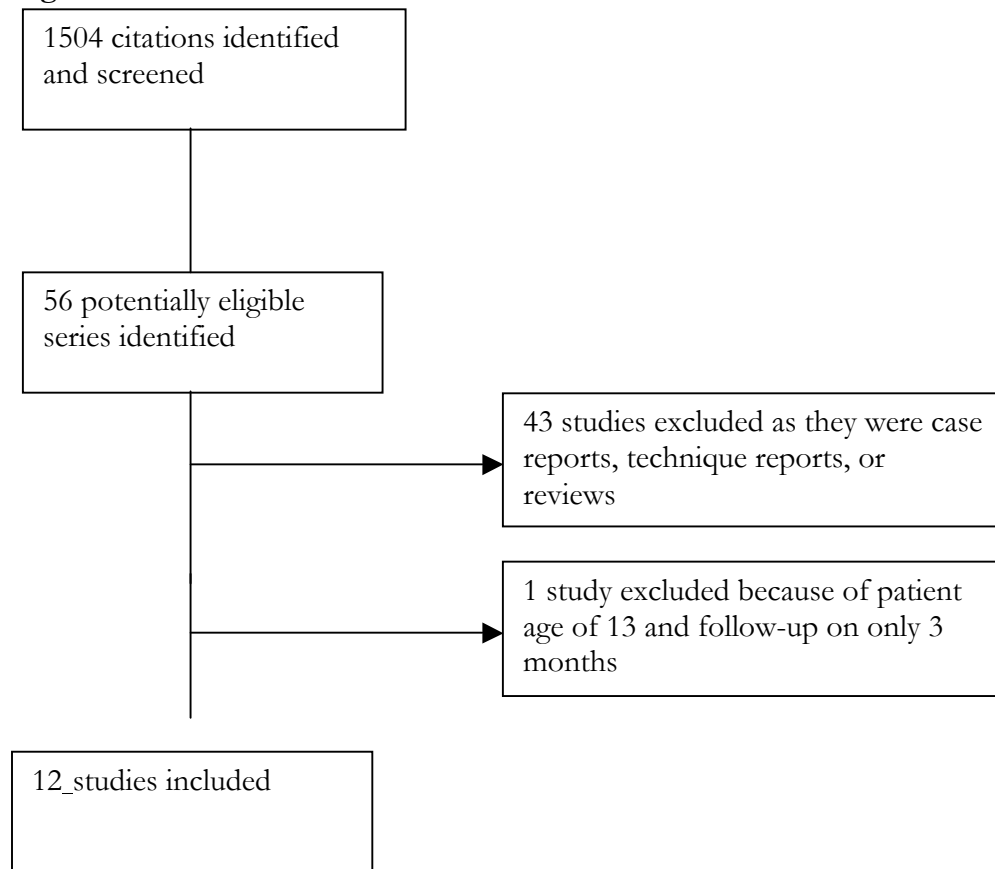 1504 citations identified
and screened
56 potentially eligible
series identified
43 studies excluded as they were case
reports, technique reports, or
reviews
1 study excluded because of patient
age of 13 and follow-up on only 3
months
12 studies included